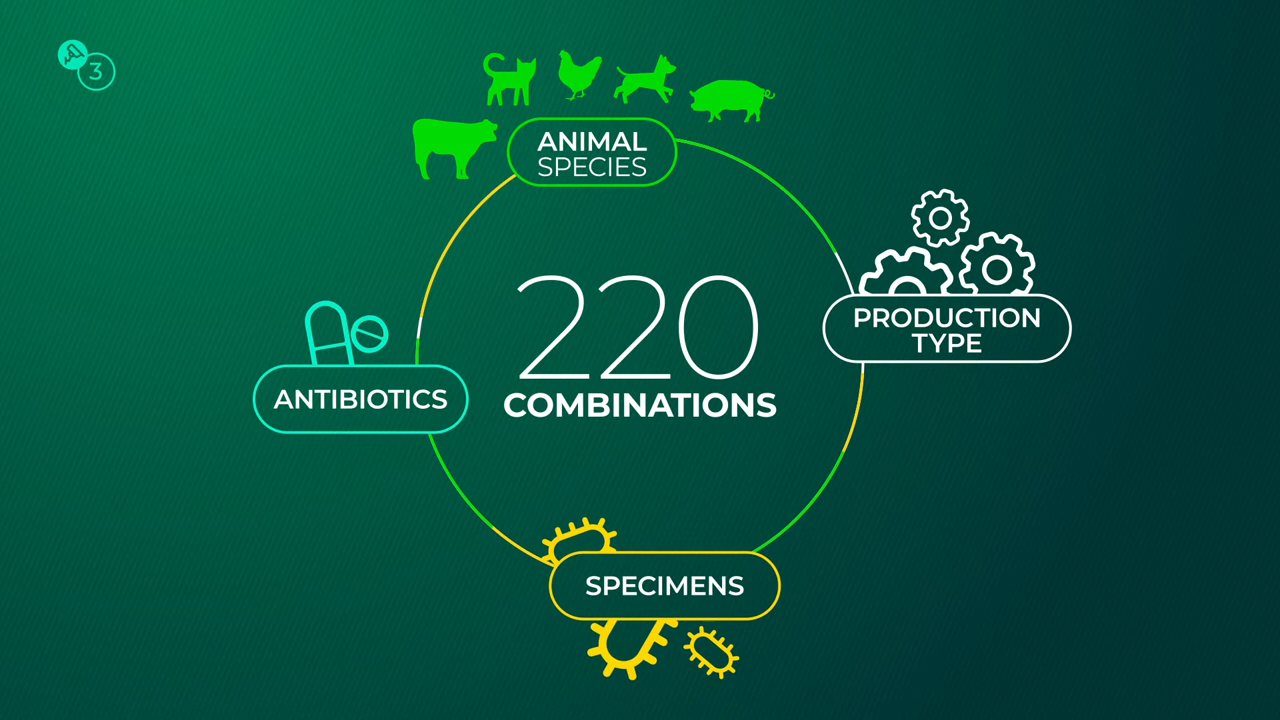 3
ANIMAL
SPECIES
PRODUCTION
TYPE
220
COMBINATIONS
ANTIBIOTICS
SPECIMENS